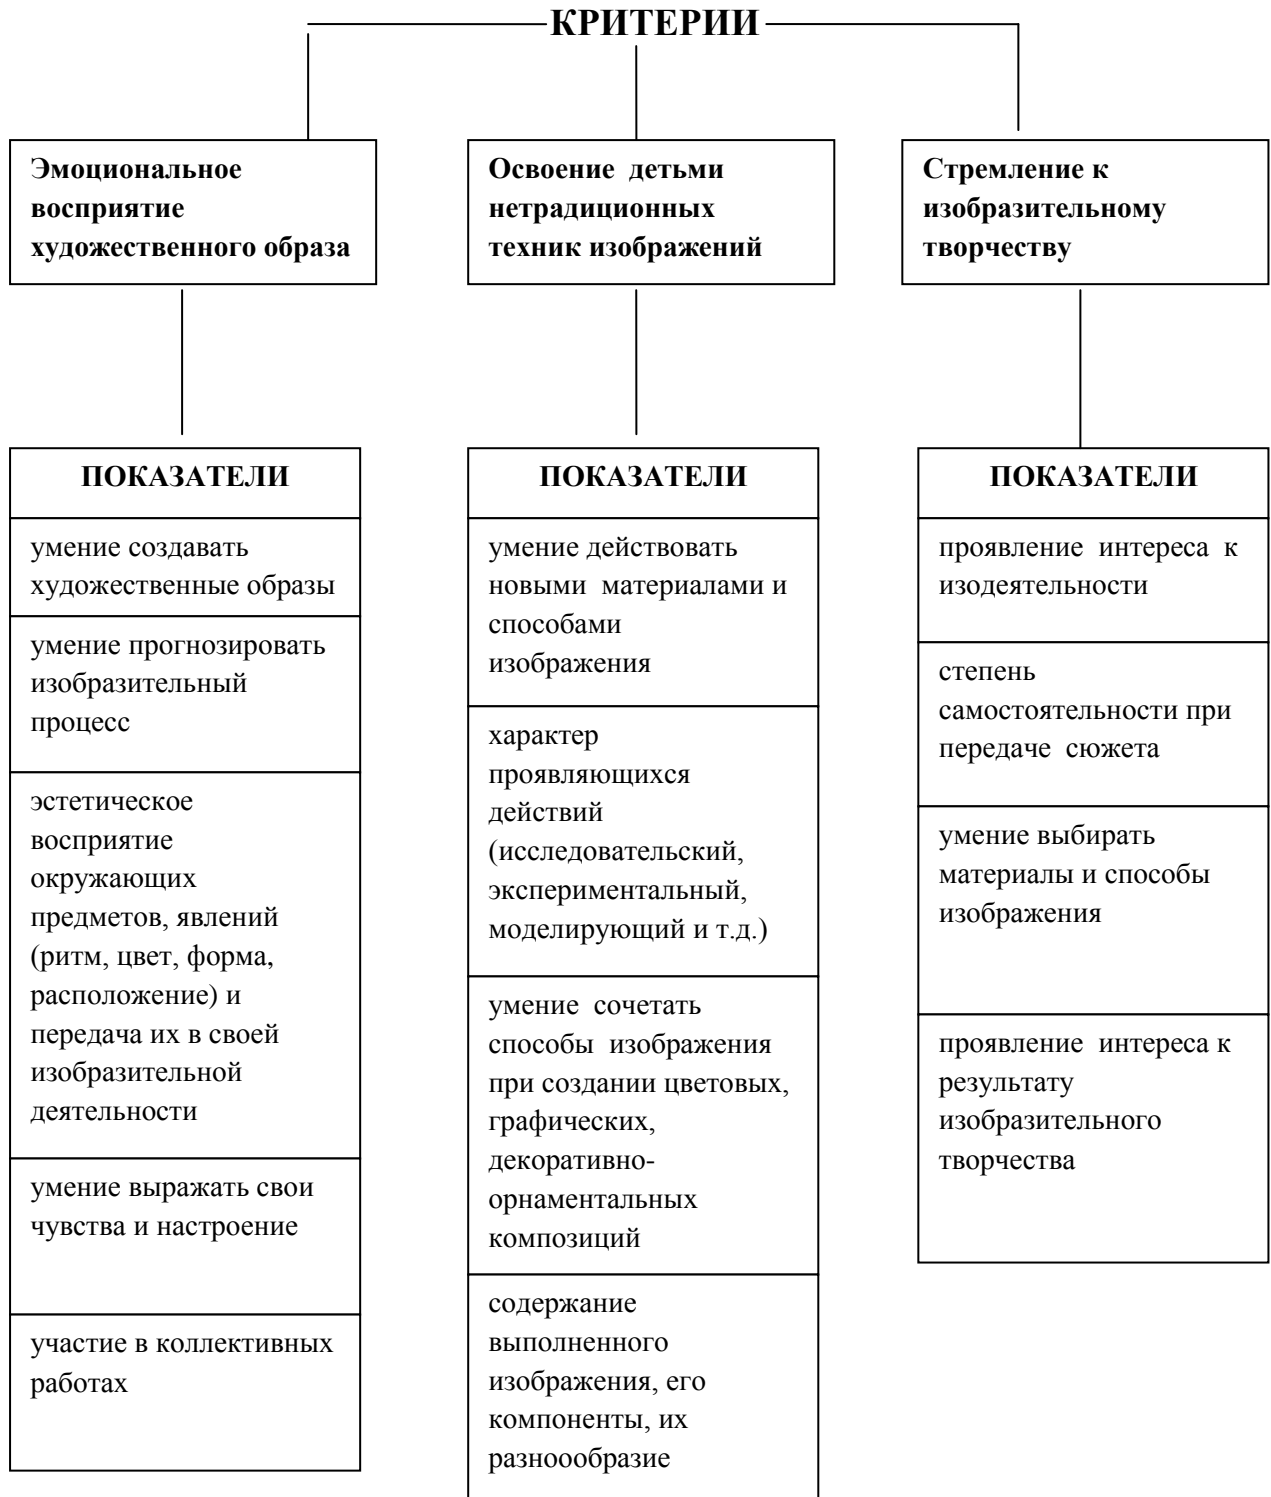 КРИТЕРИИ
Эмоциональное
восприятие
художественного образа
Освоение детьми
нетрадиционных
техник изображений
Стремление к
изобразительному
творчеству
ПОКАЗАТЕЛИ
умение создавать
художественные образы
умение прогнозировать
изобразительный
процесс
эстетическое
восприятие
окружающих
предметов, явлений
(ритм, цвет, форма,
расположение) и
передача их в своей
изобразительной
деятельности
умение выражать свои
чувства и настроение
участие в коллективных
работах
ПОКАЗАТЕЛИ
умение действовать
новыми материалами и
способами
изображения
характер
проявляющихся
действий
(исследовательский,
экспериментальный,
моделирующий и т.д.)
умение сочетать
способы изображения
при создании цветовых,
графических,
декоративно-
орнаментальных
композиций
содержание
выполненного
изображения, его
компоненты, их
разноообразие
ПОКАЗАТЕЛИ
проявление интереса к
изодеятельности
степень
самостоятельности при
передаче сюжета
умение выбирать
материалы и способы
изображения
проявление интереса к
результату
изобразительного
творчества